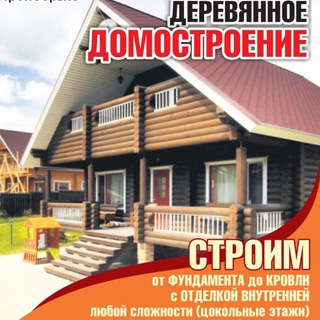 ДЕРЕВЯННОЕ
ДОМОСТРОЕНИЕ
СТРОИМ
от ФУНДАМЕНТА до КРОВЛИ
с ОТДЕЛКОЙ ВНУТРЕННЕЙ
любой сложности (цокольные этажи)